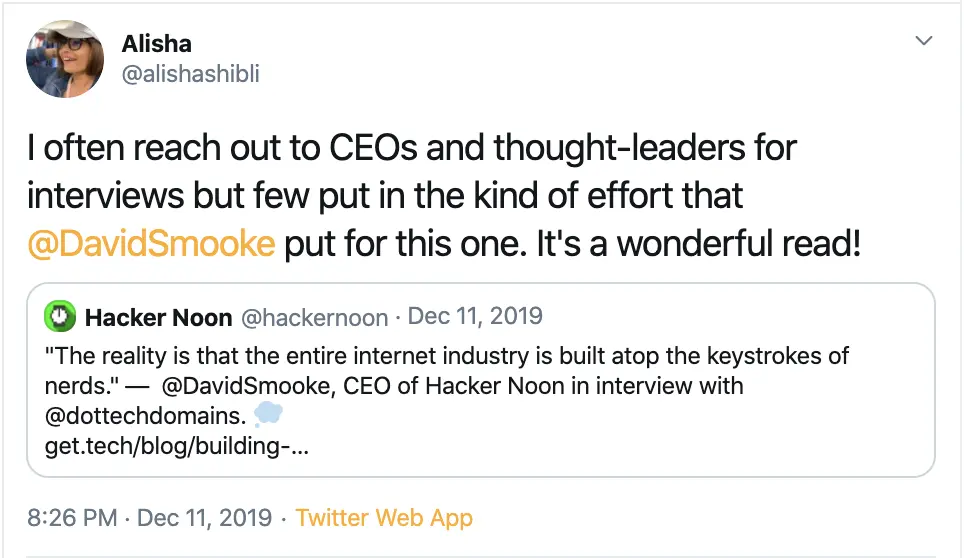 Alisha
@alishashibli
I often reach out to CEOs and thought-leaders for
interviews but few put in the kind of effort that
@DavidSmooke put for this one. It's a wonderful read!
Hacker Noon @hackernoon · Dec 11, 2019
"The reality is that the entire internet industry is built atop the keystrokes of
nerds." — @DavidSmooke, CEO of Hacker Noon in interview with
@dottechdomains. 💭
get.tech/blog/building-...
8:26 PM · Dec 11, 2019 · Twitter Web App